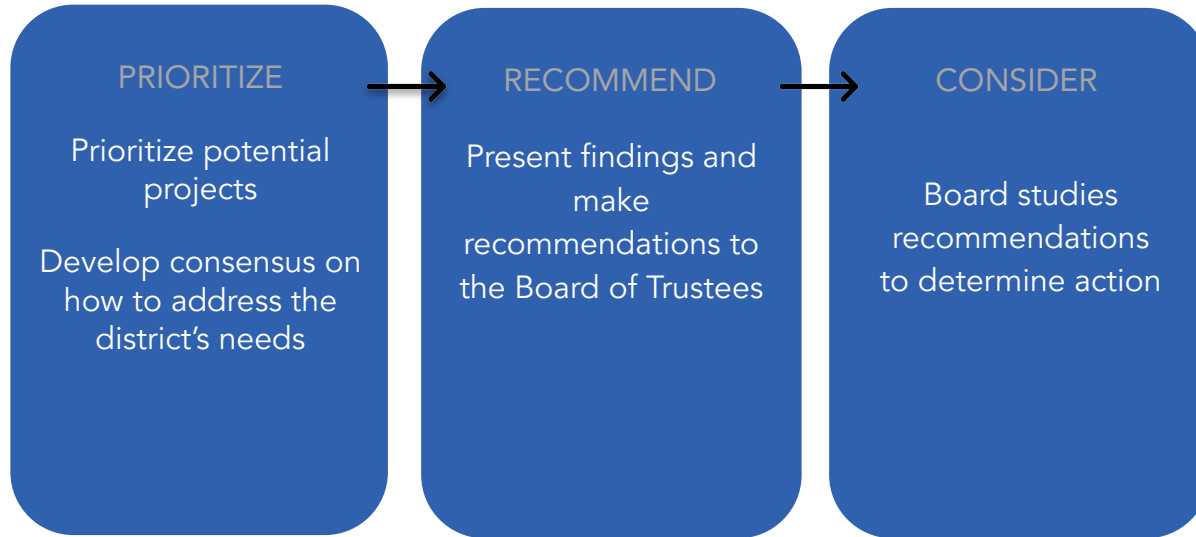 PRIORITIZE
Prioritize potential
projects
Develop consensus on
how to address the
district’s needs
RECOMMEND
Present findings and
make
recommendations to
the Board of Trustees
CONSIDER
Board studies
recommendations
to determine action